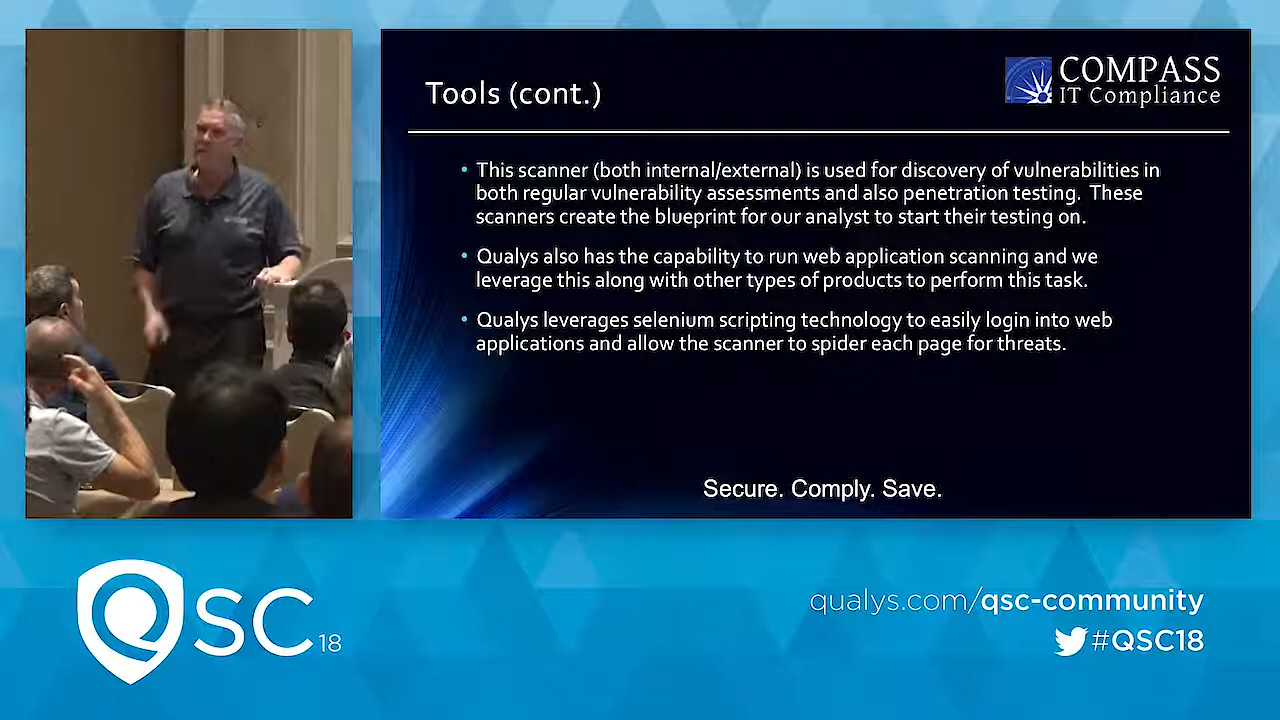 Tools (cont.)
COMPASS
IT Compliance
• This scanner (both internal/external) is used for discovery of vulnerabilities in
both regular vulnerability assessments and also penetration testing. These
scanners create the blueprint for our analyst to start their testing on.
• Qualys also has the capability to run web application scanning and we
leverage this along with other types of products to perform this task.
• Qualys leverages selenium scripting technology to easily login into web
applications and allow the scanner to spider each page for threats.
Secure. Comply. Save.
QSC18
qualys.com/qsc-community
#QSC18